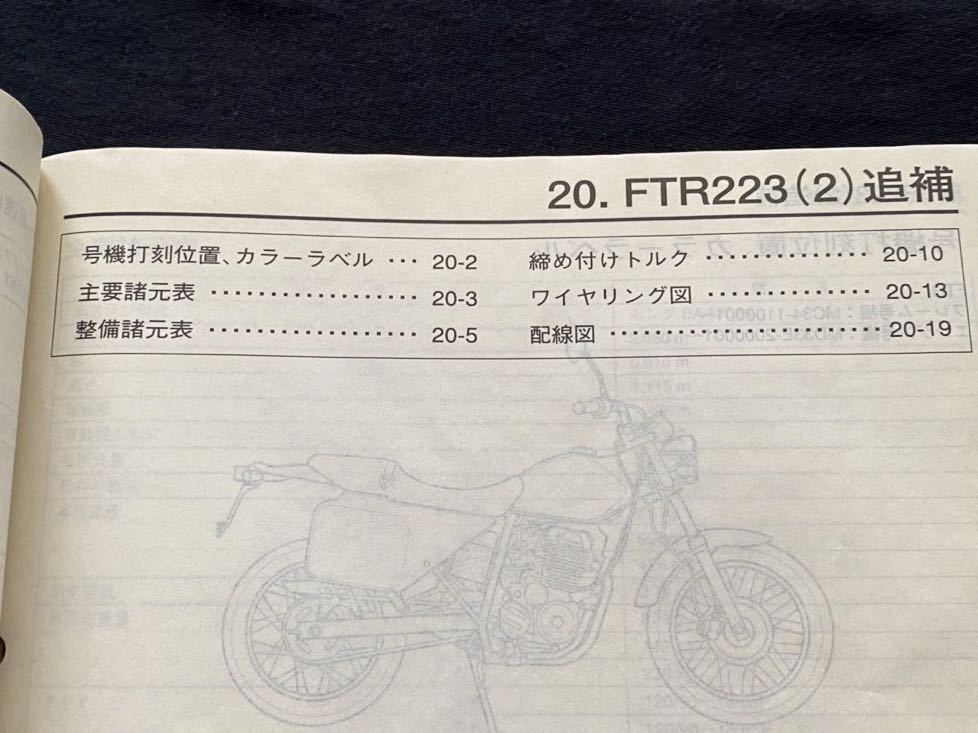 20. FTR223(2)追補
号機打刻位置、カラーラベル ··· 20-2
主要諸元表 ·················· 20-3
整備諸元表 ·················· 20-5
締め付けトルク ·············· 20-10
ワイヤリング図 ·············· 20-13
配線図 ······················ 20-19